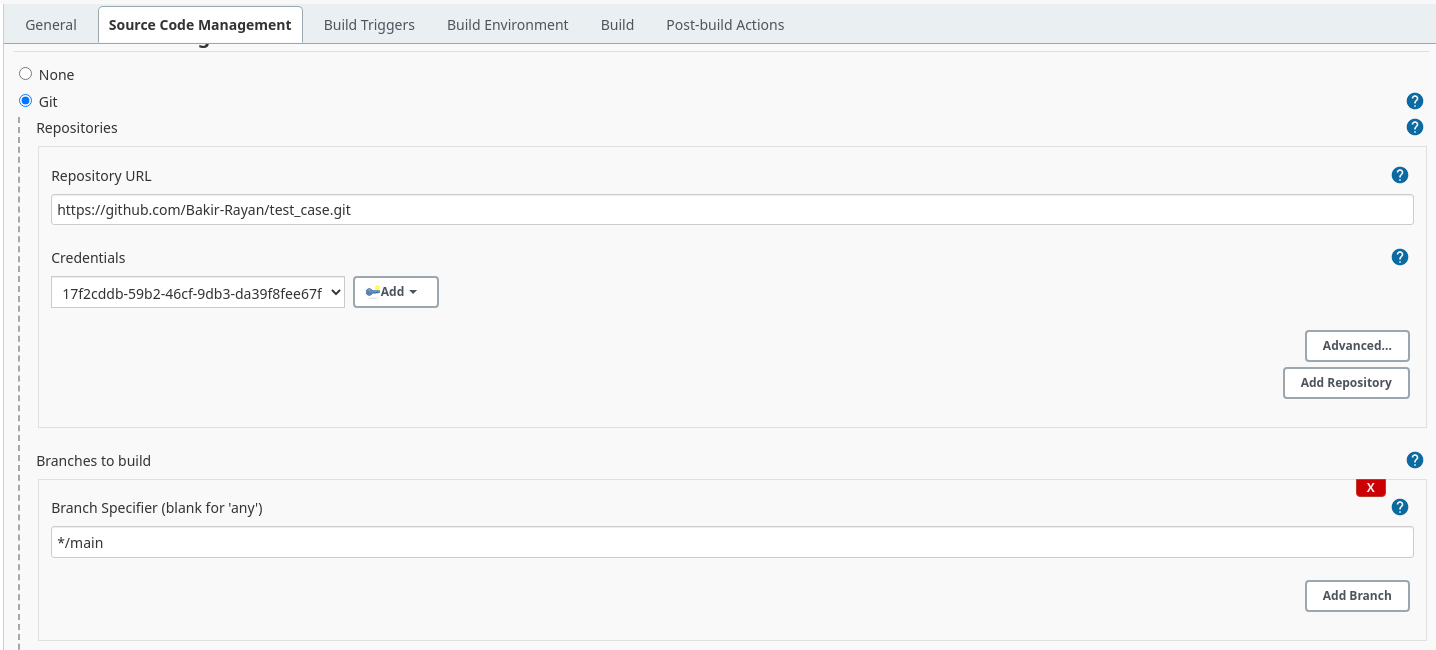 General Source Code Management Build Triggers Build Environment Build Post-build Actions
None
Git
Repositories
Repository URL
https://github.com/Bakir-Rayan/test_case.git
Credentials
17f2cddb-59b2-46cf-9db3-da39f8fee67f Add
Advanced...
Add Repository
Branches to build
X
Branch Specifier (blank for 'any')
*/main
Add Branch